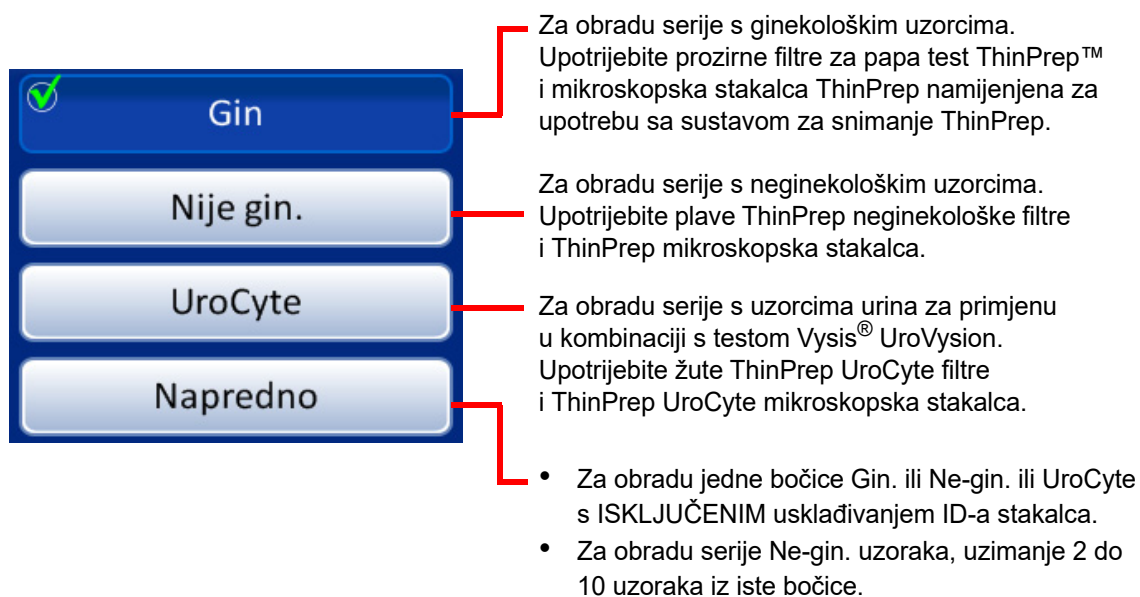 Gin
Za obradu serije s ginekološkim uzorcima.
Upotrijebite prozirne filtre za papa test ThinPrep™
i mikroskopska stakalca ThinPrep namijenjena za
upotrebu sa sustavom za snimanje ThinPrep.
Nije gin.
Za obradu serije s neginekološkim uzorcima.
Upotrijebite plave ThinPrep neginekološke filtre
i ThinPrep mikroskopska stakalca.
UroCyte
Za obradu serije s uzorcima urina za primjenu
u kombinaciji s testom Vysis® UroVysion.
Upotrijebite žute ThinPrep UroCyte filtre
i ThinPrep UroCyte mikroskopska stakalca.
Napredno
• Za obradu jedne bočice Gin. ili Ne-gin. ili UroCyte
s ISKLJUČENIM usklađivanjem ID-a stakalca.
• Za obradu serije Ne-gin. uzoraka, uzimanje 2 do
10 uzoraka iz iste bočice.